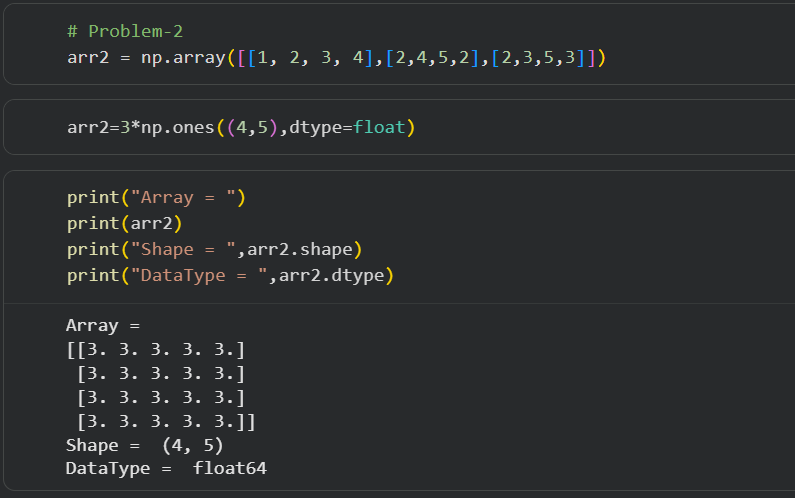 # Problem-2
arr2 = np.array([[1, 2, 3, 4],[2,4,5,2],[2,3,5,3]])
arr2=3*np.ones((4,5),dtype=float)
print("Array = ")
print(arr2)
print("Shape = ",arr2.shape)
print("DataType = ",arr2.dtype)
Array =
[[3. 3. 3. 3. 3.]
 [3. 3. 3. 3. 3.]
 [3. 3. 3. 3. 3.]
 [3. 3. 3. 3. 3.]]
Shape =  (4, 5)
DataType =  float64